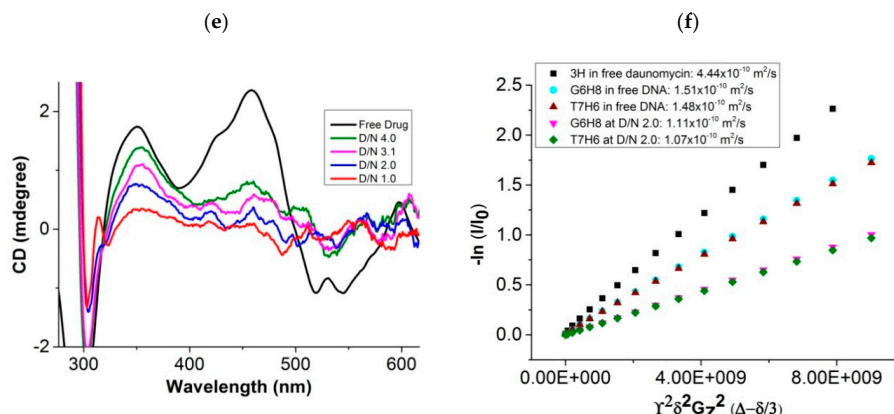 (e)
(f)
CD (mdegree)
2
0
-2
Free Drug
D/N 4.0
D/N 3.1
D/N 2.0
D/N 1.0
300
400
500
600
Wavelength (nm)
-ln (I/I₀)
2.5
2.0
1.5
1.0
0.5
0.0
3H in free daunomycin: 4.44x10⁻¹⁰ m²/s
G6H8 in free DNA: 1.51x10⁻¹⁰ m²/s
T7H6 in free DNA: 1.48x10⁻¹⁰ m²/s
G6H8 at D/N 2.0: 1.11x10⁻¹⁰ m²/s
T7H6 at D/N 2.0: 1.07x10⁻¹⁰ m²/s
0.00E+000
4.00E+009
8.00E+009
ϒ²δ²Gz² (Δ−δ/3)